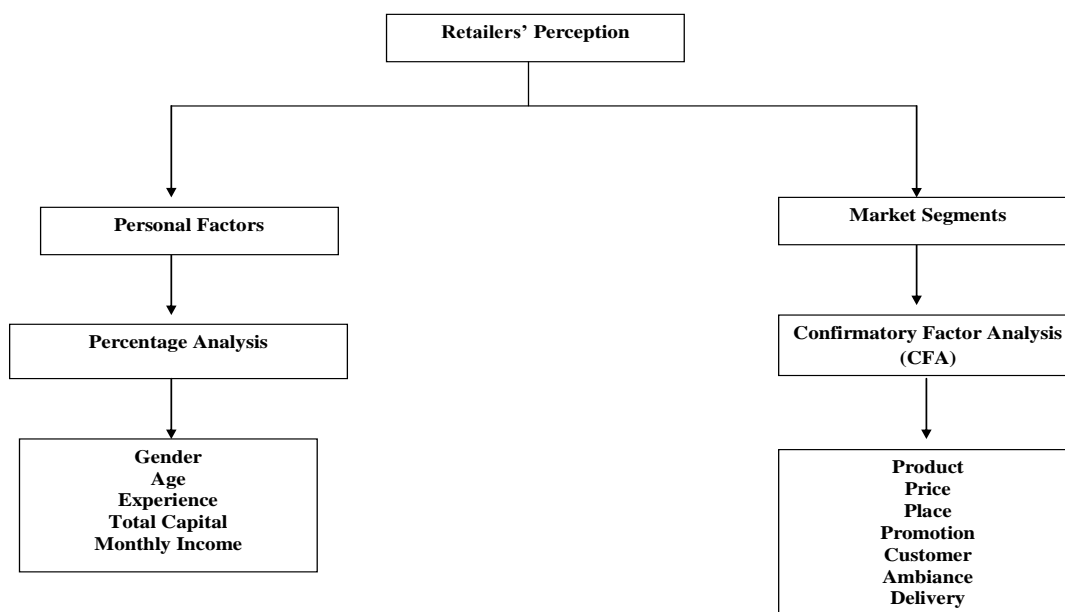 Retailers’ Perception
Personal Factors
Market Segments
Percentage Analysis
Confirmatory Factor Analysis
(CFA)
Gender
Age
Experience
Total Capital
Monthly Income
Product
Price
Place
Promotion
Customer
Ambiance
Delivery